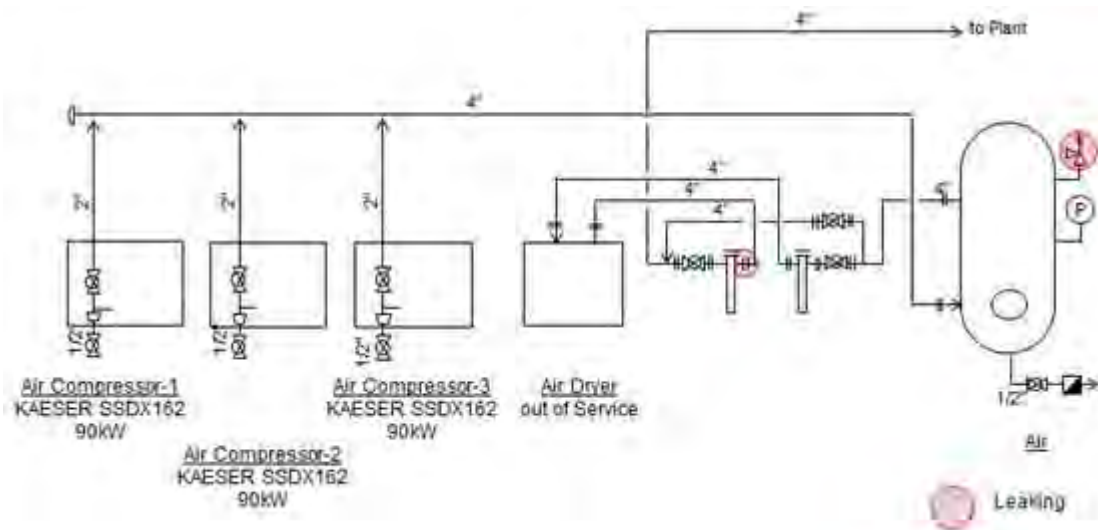 4"
to Plant
4"
4"
4"
4"
4"
2"
2"
2"
P
1/2"
1/2"
1/2"
1/2"
Air Compressor-1
KAESER SSDX162
90kW
Air Compressor-2
KAESER SSDX162
90kW
Air Compressor-3
KAESER SSDX162
90kW
Air Dryer
out of Service
Air
Leaking